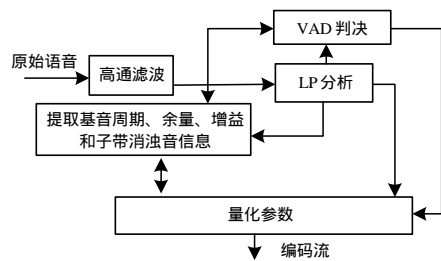 VAD 判决
原始语音
高通滤波
LP 分析
提取基音周期、余量、增益
和子带消浊音信息
量化参数
编码流